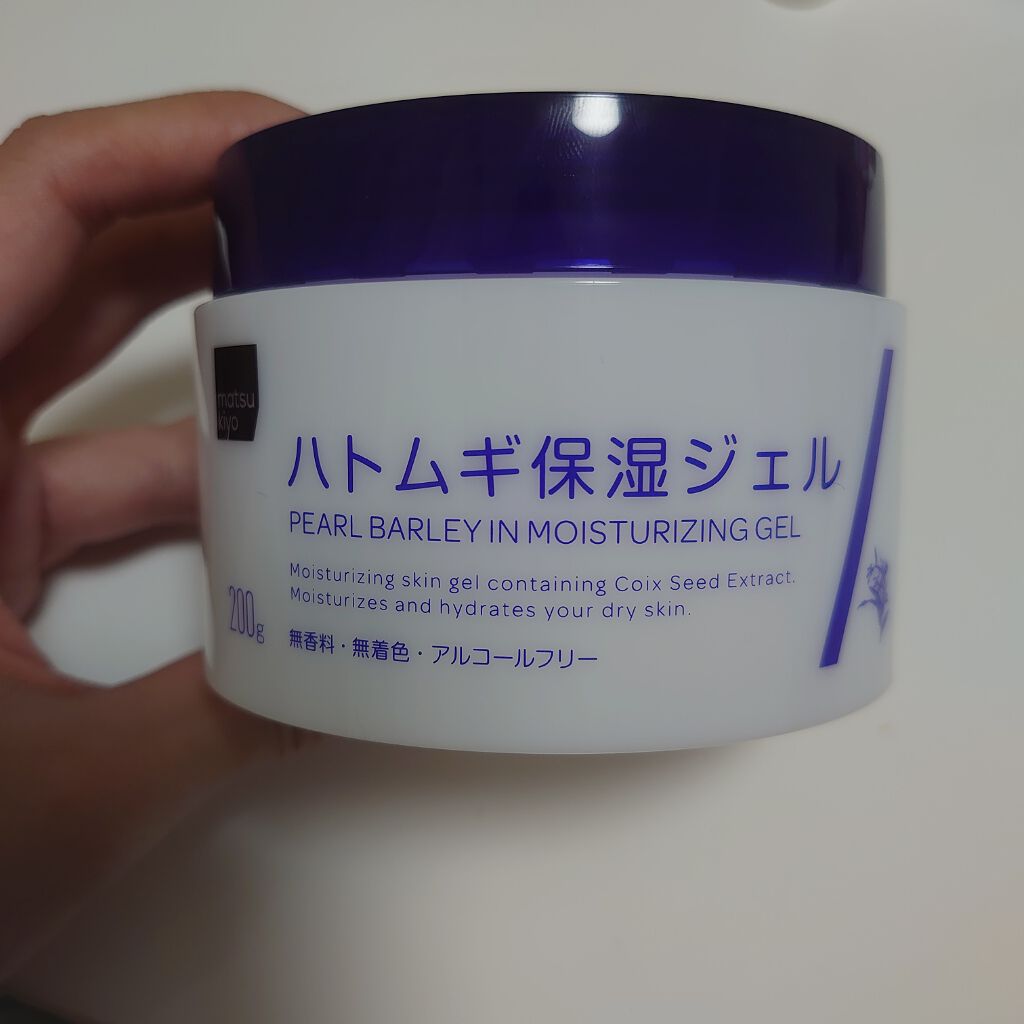 matsu
kiyo
ハトムギ保湿ジェル
PEARL BARLEY IN MOISTURIZING GEL
Moisturizing skin gel containing Coix Seed Extract.
Moisturizes and hydrates your dry skin.
200g
無香料・無着色・アルコールフリー